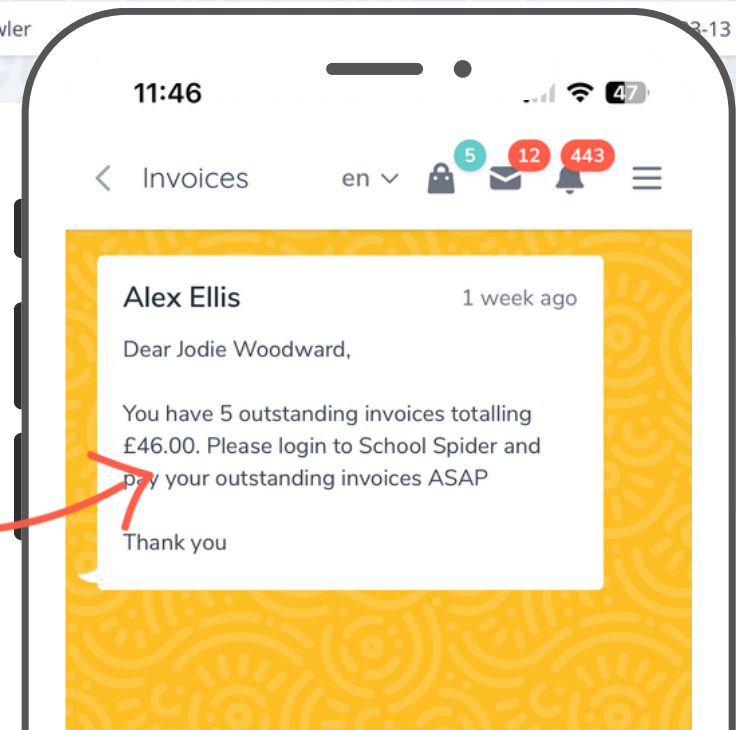 11:46
47
Invoices
en
5
12
443
Alex Ellis
1 week ago
Dear Jodie Woodward,
You have 5 outstanding invoices totalling
£46.00. Please login to School Spider and
pay your outstanding invoices ASAP
Thank you